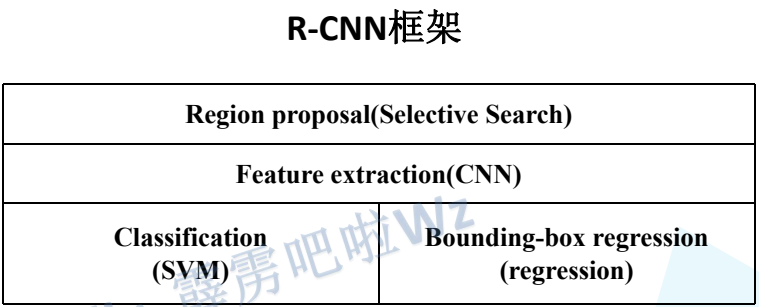 R-CNN框架
Region proposal(Selective Search)
Feature extraction(CNN)
Classification
(SVM)
Bounding-box regression
(regression)
霹雳吧啦Wz